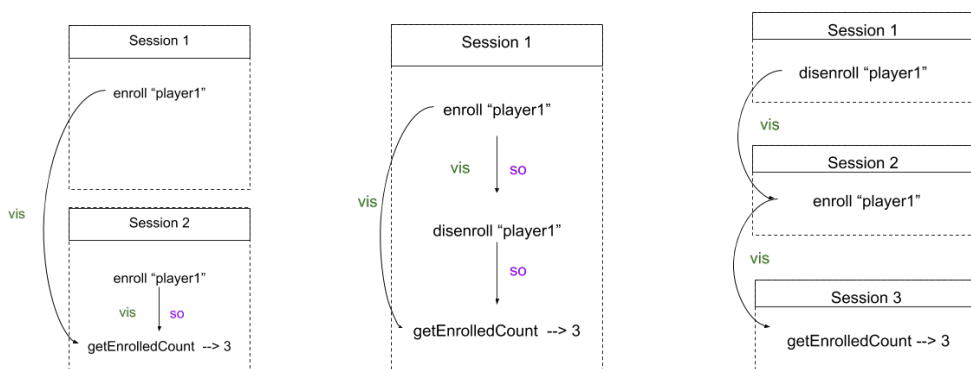 Session 1
enroll “player1”
vis
Session 2
enroll “player1”
vis so
getEnrolledCount --> 3
Session 1
enroll “player1”
vis so
vis
disenroll “player1”
so
getEnrolledCount --> 3
Session 1
disenroll “player1”
vis
Session 2
enroll “player1”
vis
Session 3
getEnrolledCount --> 3